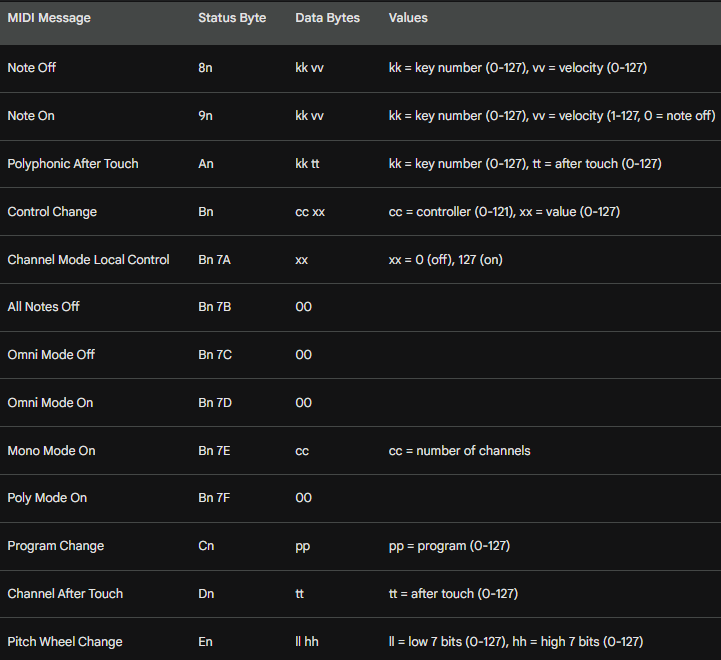 MIDI Message Status Byte Data Bytes Values
Note Off 8n kk vv kk = key number (0-127), vv = velocity (0-127)
Note On 9n kk vv kk = key number (0-127), vv = velocity (1-127, 0 = note off)
Polyphonic After Touch An kk tt kk = key number (0-127), tt = after touch (0-127)
Control Change Bn cc xx cc = controller (0-121), xx = value (0-127)
Channel Mode Local Control Bn 7A xx xx = 0 (off), 127 (on)
All Notes Off Bn 7B 00
Omni Mode Off Bn 7C 00
Omni Mode On Bn 7D 00
Mono Mode On Bn 7E cc cc = number of channels
Poly Mode On Bn 7F 00
Program Change Cn pp pp = program (0-127)
Channel After Touch Dn tt tt = after touch (0-127)
Pitch Wheel Change En ll hh ll = low 7 bits (0-127), hh = high 7 bits (0-127)